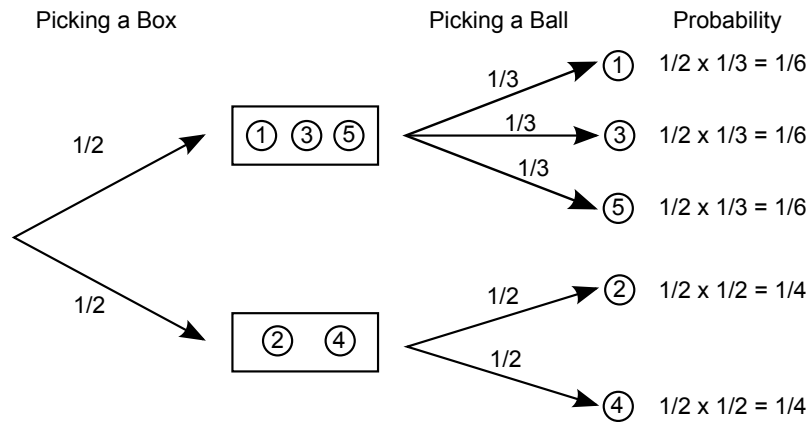 Picking a Box Picking a Ball Probability
1/3 1 1/2 x 1/3 = 1/6
1/2 1 3 5 1/3 3 1/2 x 1/3 = 1/6
1/3 5 1/2 x 1/3 = 1/6
1/2 2 1/2 x 1/2 = 1/4
1/2 2 4 1/2
4 1/2 x 1/2 = 1/4